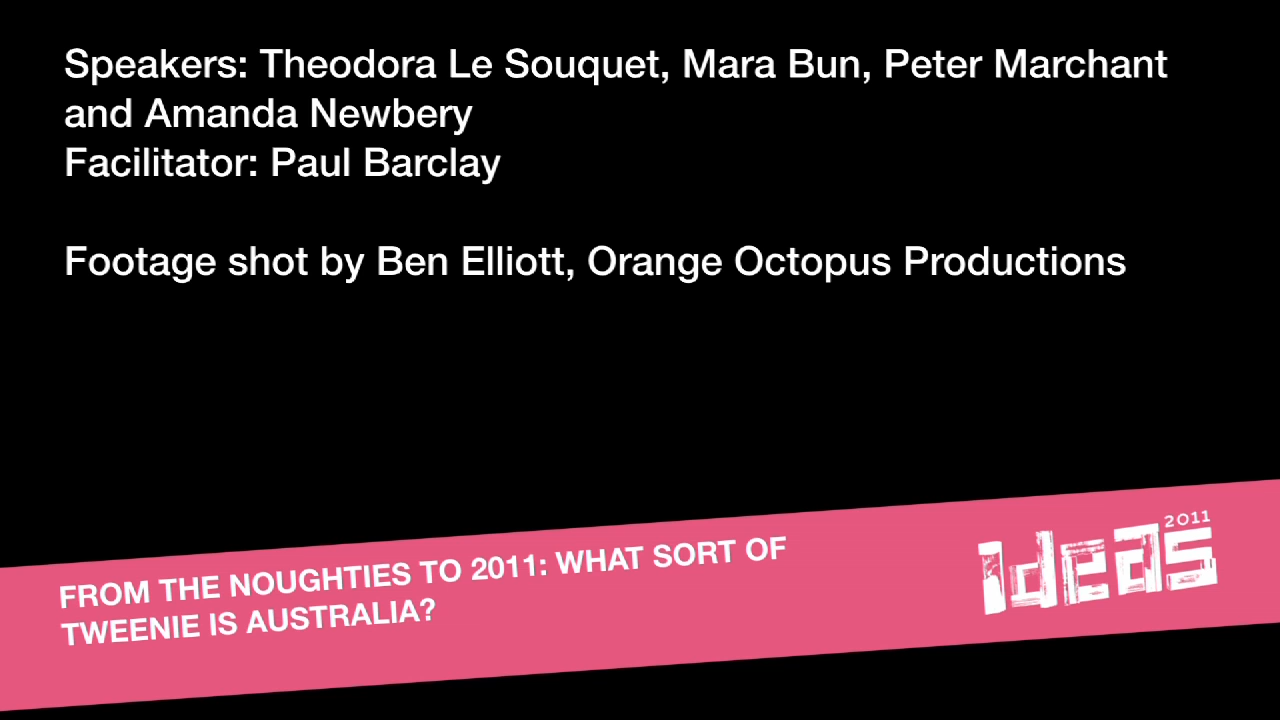 Speakers: Theodora Le Souquet, Mara Bun, Peter Marchant
and Amanda Newbery
Facilitator: Paul Barclay
Footage shot by Ben Elliott, Orange Octopus Productions
FROM THE NOUGHTIES TO 2011: WHAT SORT OF
TWEENIE IS AUSTRALIA?
2011
Ideas